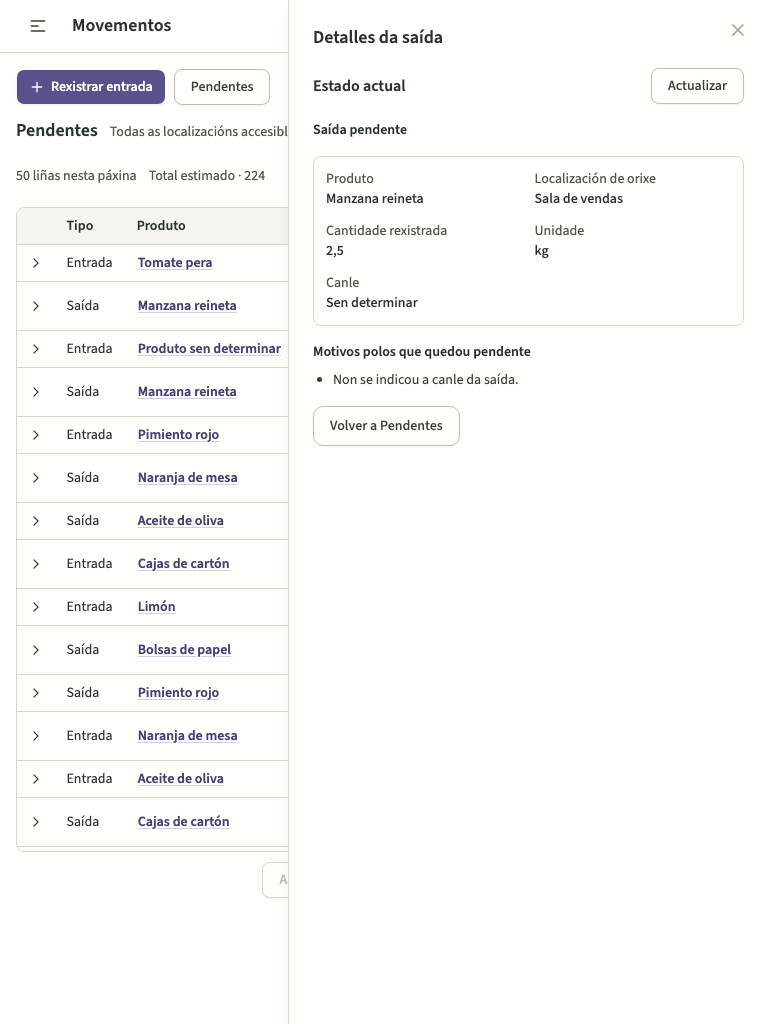 Movementos
Rexistrar entrada
Pendentes
Pendentes Todas as localizacións
50 liñas nesta páxina Total estimado · 224
Tipo Produto
Entrada Tomate pera
Saída Manzana reineta
Entrada Produto sen determinar
Saída Manzana reineta
Entrada Pimiento rojo
Saída Naranja de mesa
Saída Aceite de oliva
Entrada Cajas de cartón
Entrada Limón
Saída Bolsas de papel
Saída Pimiento rojo
Entrada Naranja de mesa
Entrada Aceite de oliva
Saída Cajas de cartón
Detalles da saída
Estado actual
Actualizar
Saída pendente
Produto
Manzana reineta
Localización de orixe
Sala de vendas
Cantidade rexistrada
2,5
Unidade
kg
Canle
Sen determinar
Motivos polos que quedou pendente
Non se indicou a canle da saída.
Volver a Pendentes